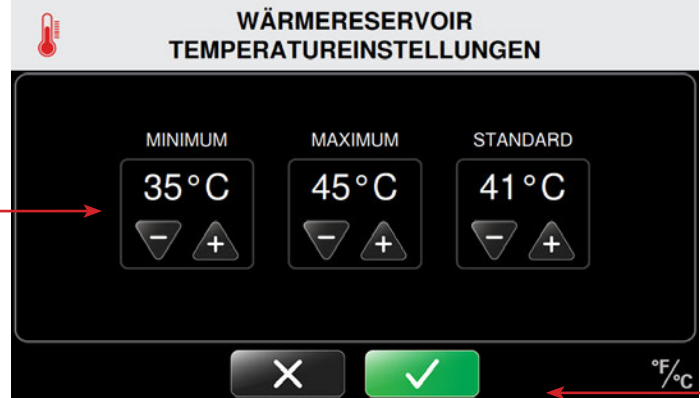 WÄRMERESERVOIR
TEMPERATUREINSTELLUNGEN
MINIMUM MAXIMUM STANDARD
35°C 45°C 41°C
- + - + - +
°F/°C